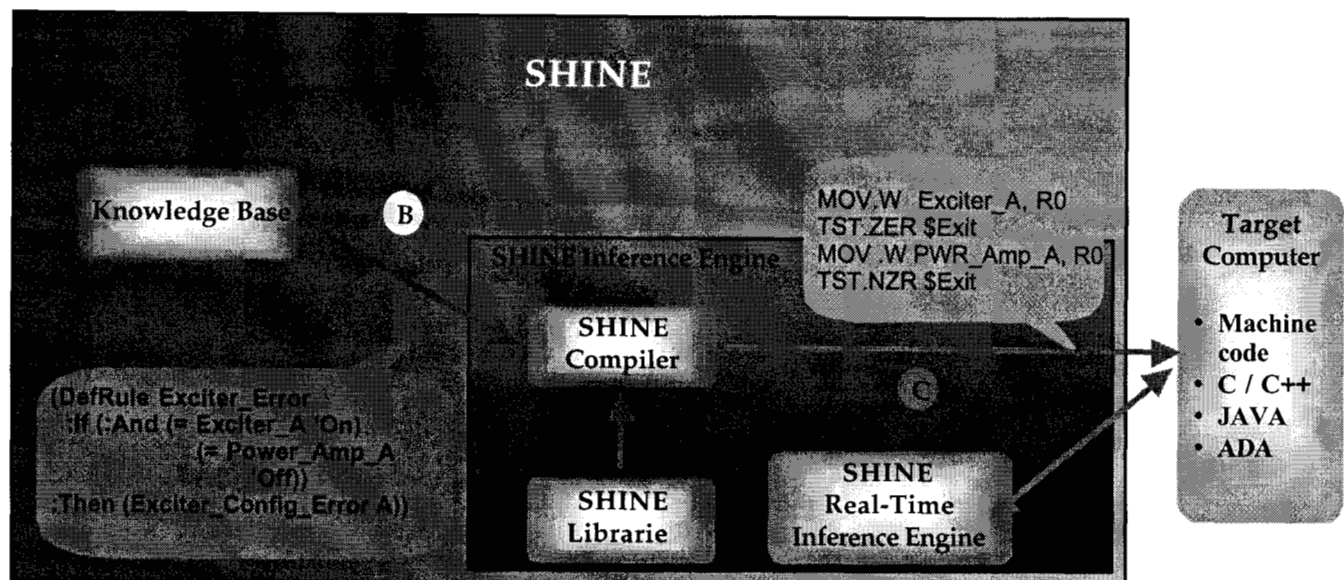 SHINE
Knowledge Base
B
MOV.W Exciter_A, R0
TST.ZER $Exit
MOV .W PWR_Amp_A, R0
TST.NZR $Exit
SHINE Inference Engine
SHINE
Compiler
C
(DefRule Exciter_Error
:If (:And (= Exciter_A 'On)
(= Power_Amp_A
'Off))
:Then (Exciter_Config_Error A))
SHINE
Librarie
SHINE
Real-Time
Inference Engine
Target
Computer
• Machine
code
• C / C++
• JAVA
• ADA